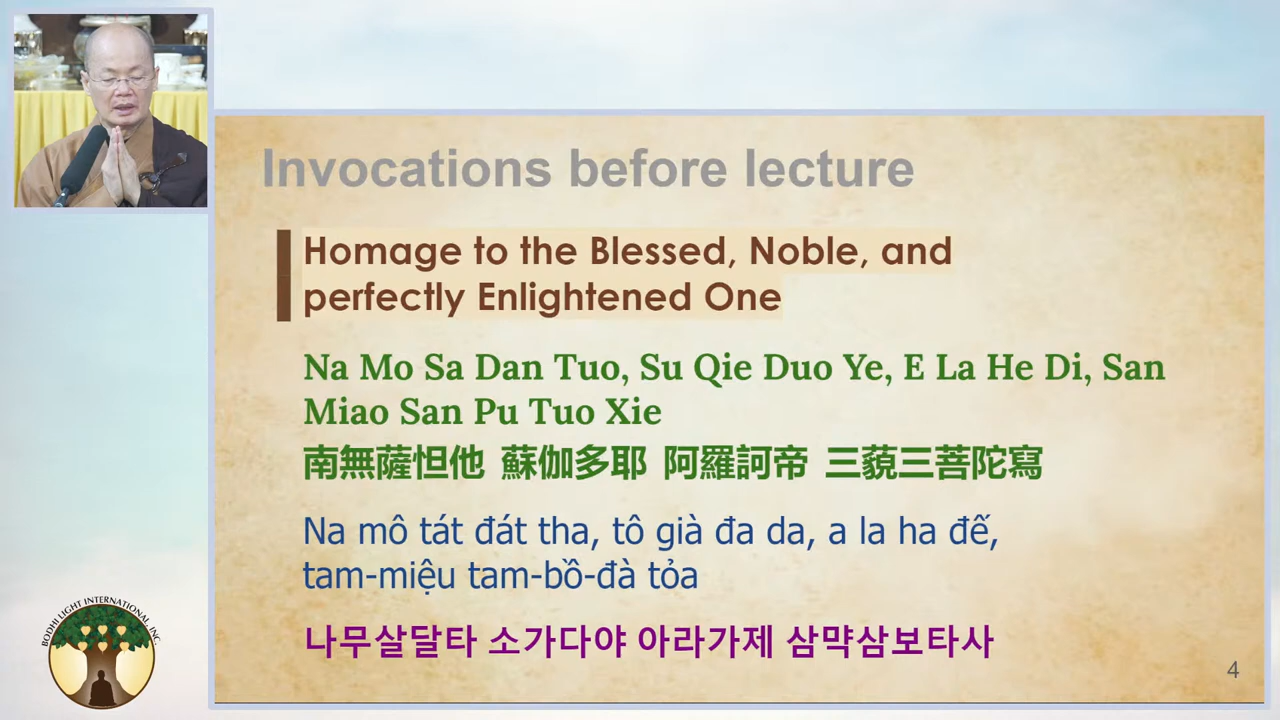 Invocations before lecture
Homage to the Blessed, Noble, and
perfectly Enlightened One
Na Mo Sa Dan Tuo, Su Qie Duo Ye, E La He Di, San
Miao San Pu Tuo Xie
南無薩怛他 蘇伽多耶 阿羅訶帝 三藐三菩陀寫
Na mô tát đát tha, tô già đa da, a la ha đế,
tam-miệu tam-bồ-đà tỏa
나무살달타 소가다야 아라가제 삼먁삼보타사
4
BODHI LIGHT INTERNATIONAL, INC.